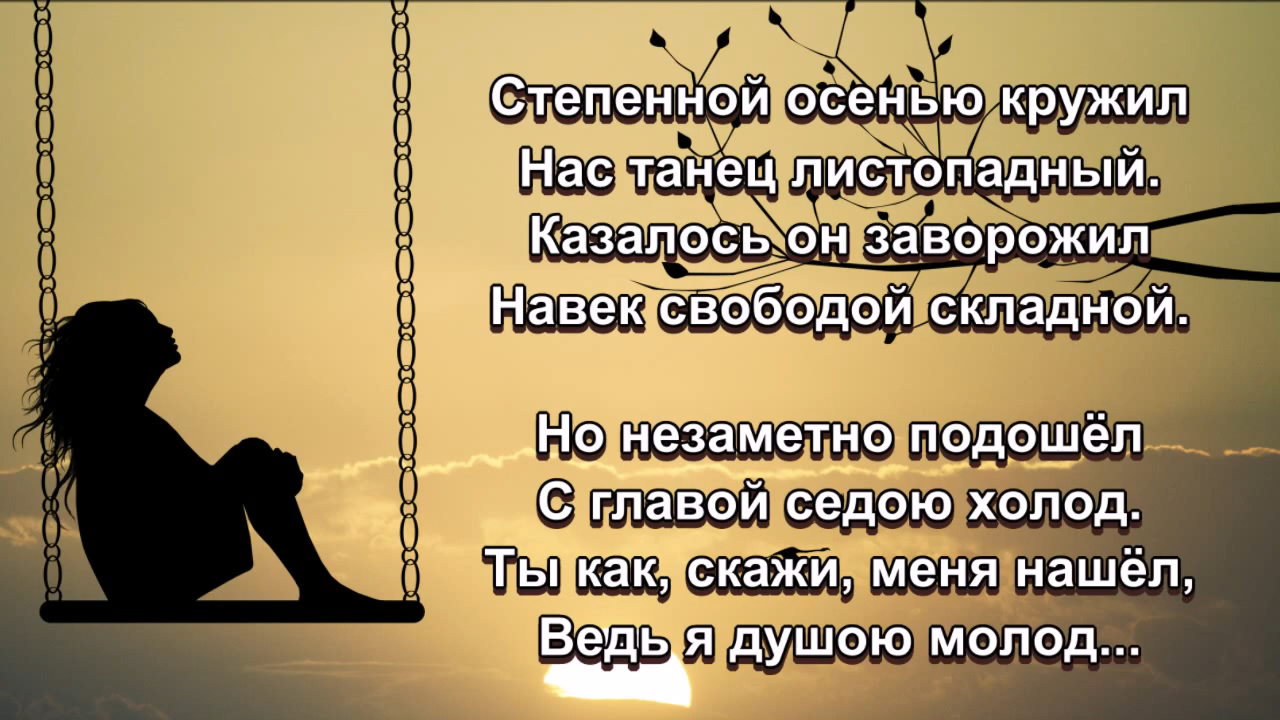 Степенной осенью кружил
Нас танец листопадный.
Казалось он заворожил
Навек свободой складной.
Но незаметно подошёл
С главой седою холод.
Ты как, скажи, меня нашёл,
Ведь я душою молод...